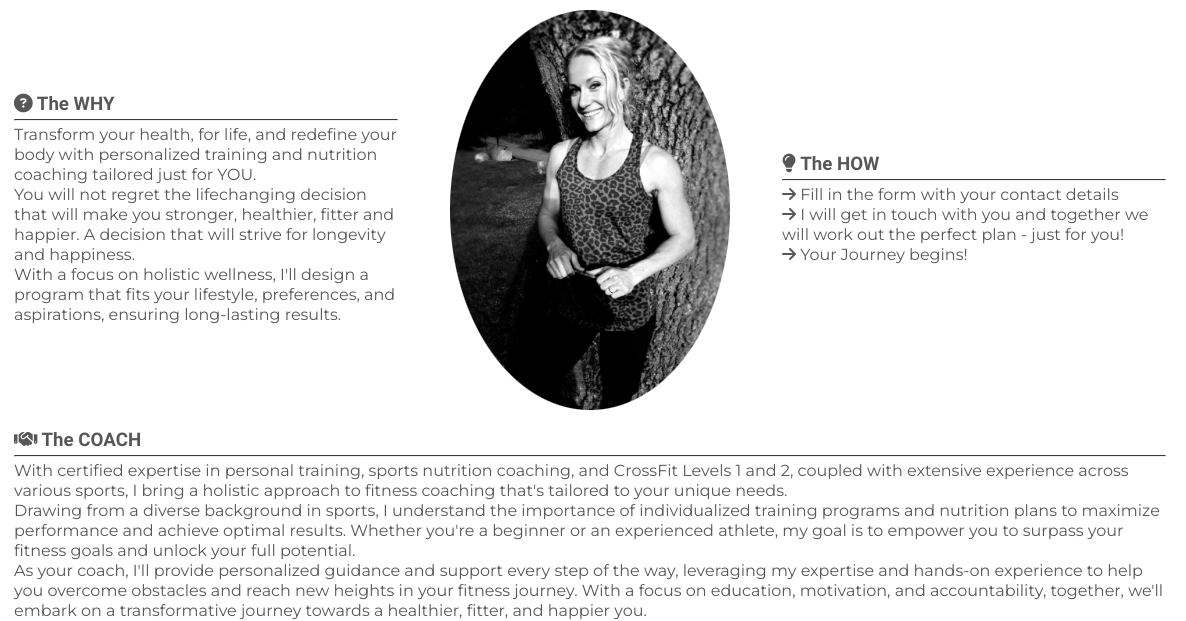 The WHY
Transform your health, for life, and redefine your
body with personalized training and nutrition
coaching tailored just for YOU.
You will not regret the lifechanging decision
that will make you stronger, healthier, fitter and
happier. A decision that will strive for longevity
and happiness.
With a focus on holistic wellness, I'll design a
program that fits your lifestyle, preferences, and
aspirations, ensuring long-lasting results.
The HOW
→ Fill in the form with your contact details
→ I will get in touch with you and together we
will work out the perfect plan - just for you!
→ Your Journey begins!
The COACH
With certified expertise in personal training, sports nutrition coaching, and CrossFit Levels 1 and 2, coupled with extensive experience across
various sports, I bring a holistic approach to fitness coaching that's tailored to your unique needs.
Drawing from a diverse background in sports, I understand the importance of individualized training programs and nutrition plans to maximize
performance and achieve optimal results. Whether you're a beginner or an experienced athlete, my goal is to empower you to surpass your
fitness goals and unlock your full potential.
As your coach, I'll provide personalized guidance and support every step of the way, leveraging my expertise and hands-on experience to help
you overcome obstacles and reach new heights in your fitness journey. With a focus on education, motivation, and accountability, together, we'll
embark on a transformative journey towards a healthier, fitter, and happier you.